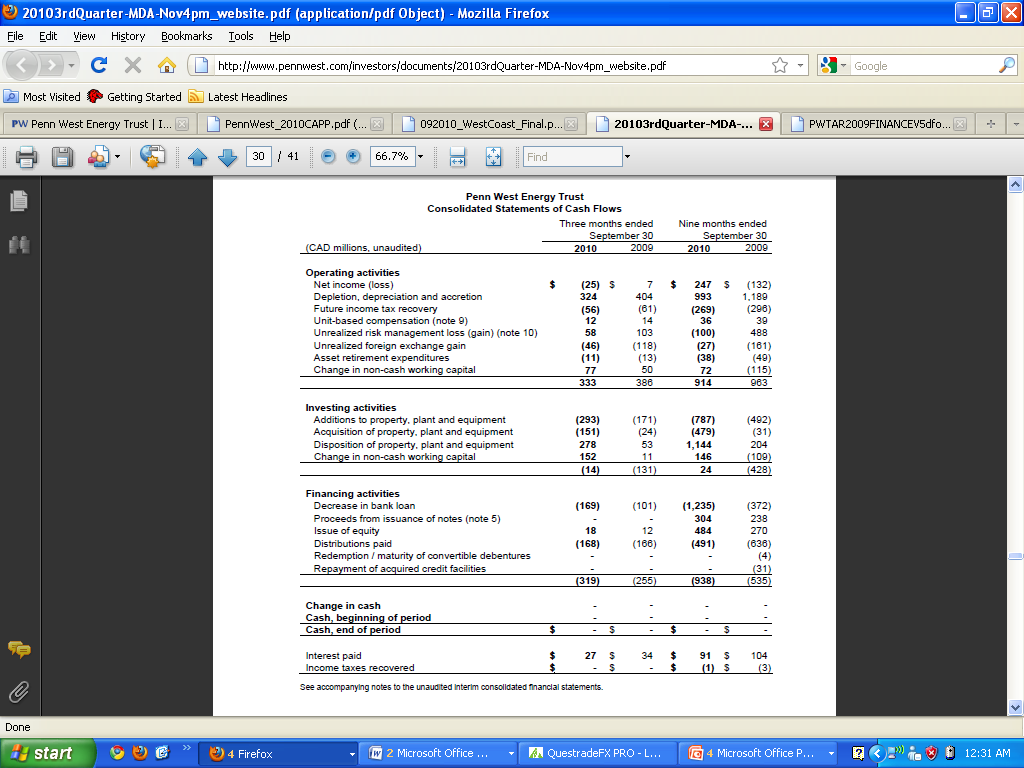 20103rdQuarter-MDA-Nov4pm_website.pdf (application/pdf Object) - Mozilla Firefox
File Edit View History Bookmarks Tools Help
http://www.pennwest.com/investors/documents/20103rdQuarter-MDA-Nov4pm_website.pdf Google
Most Visited Getting Started Latest Headlines
PW Penn West Energy Trust | I... PennWest_2010CAPP.pdf (... 092010_WestCoast_Final.p... 20103rdQuarter-MDA-... PWTAR2009FINANCEV5dfo...
30 / 41 66.7% Find
Penn West Energy Trust
Consolidated Statements of Cash Flows
Three months ended Nine months ended
September 30 September 30
(CAD millions, unaudited) 2010 2009 2010 2009
Operating activities
Net income (loss) $ (25) $ 7 $ 247 $ (132)
Depletion, depreciation and accretion 324 404 993 1,189
Future income tax recovery (56) (61) (269) (296)
Unit-based compensation (note 9) 12 14 36 39
Unrealized risk management loss (gain) (note 10) 58 103 (100) 488
Unrealized foreign exchange gain (46) (118) (27) (161)
Asset retirement expenditures (11) (13) (38) (49)
Change in non-cash working capital 77 50 72 (115)
333 386 914 963
Investing activities
Additions to property, plant and equipment (293) (171) (787) (492)
Acquisition of property, plant and equipment (151) (24) (479) (31)
Disposition of property, plant and equipment 278 53 1,144 204
Change in non-cash working capital 152 11 146 (109)
(14) (131) 24 (428)
Financing activities
Decrease in bank loan (169) (101) (1,235) (372)
Proceeds from issuance of notes (note 5) - - 304 238
Issue of equity 18 12 484 270
Distributions paid (168) (166) (491) (636)
Redemption / maturity of convertible debentures - - - (4)
Repayment of acquired credit facilities - - - (31)
(319) (255) (938) (535)
Change in cash - - - -
Cash, beginning of period - - - -
Cash, end of period $ - $ - $ - $ -
Interest paid $ 27 $ 34 $ 91 $ 104
Income taxes recovered $ - $ - $ (1) $ (3)
See accompanying notes to the unaudited interim consolidated financial statements.
Done
start 4 Firefox 2 Microsoft Office ... QuestradeFX PRO - L... 4 Microsoft Office P... 12:31 AM